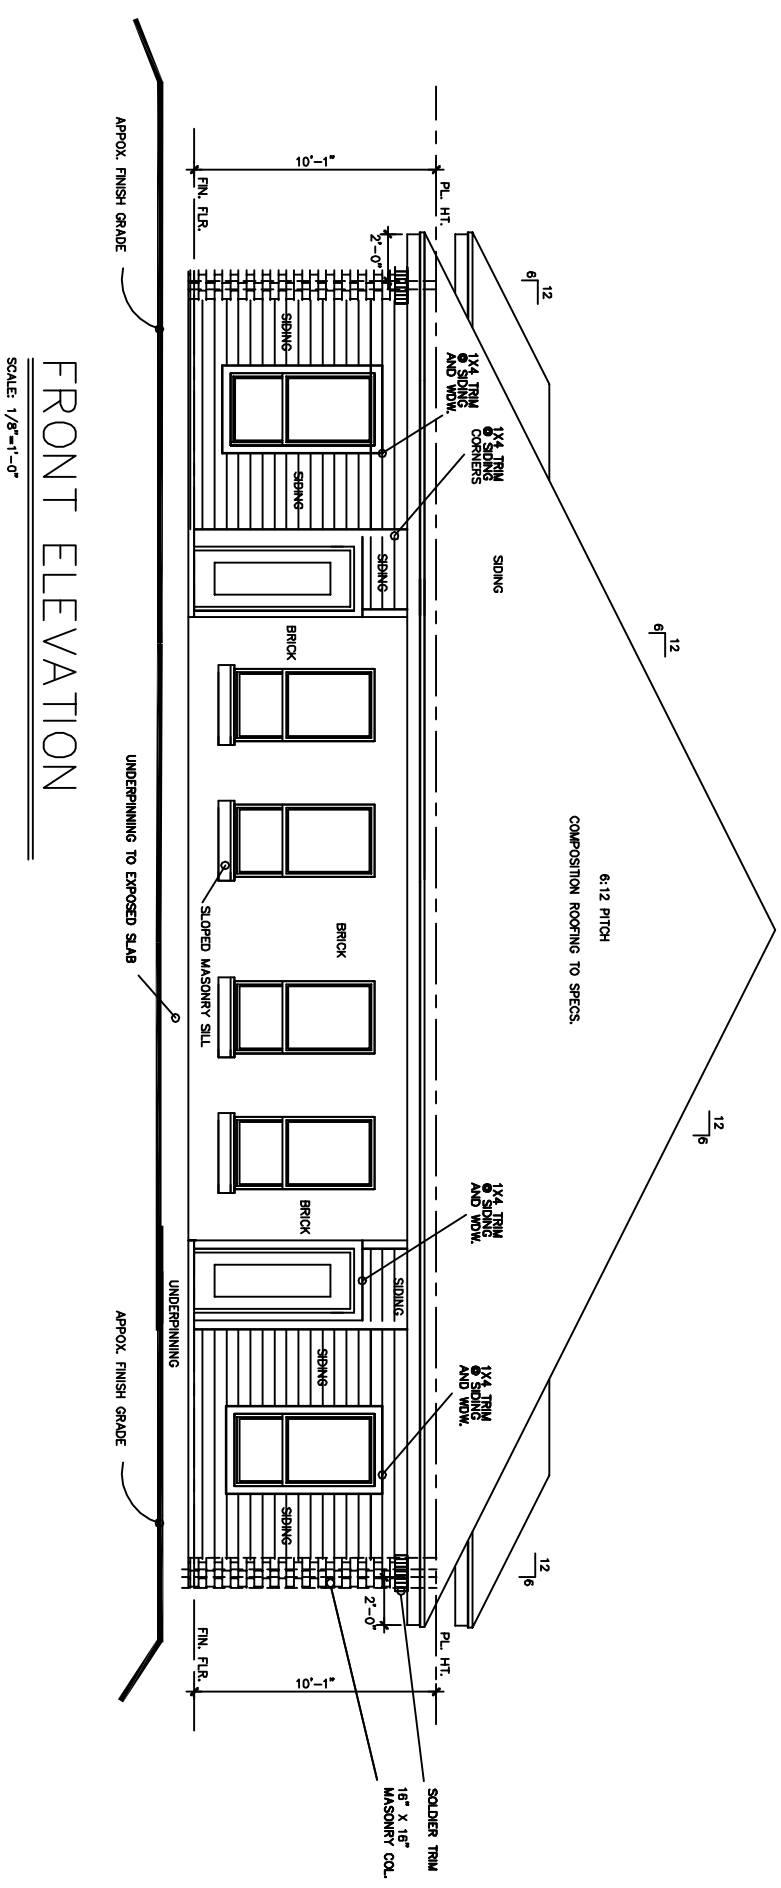 12
6
12
6
12
6
12
6
6:12 PITCH
COMPOSITION ROOFING TO SPECS.
SIDING
PL. HT.
PL. HT.
10'-1"
10'-1"
2'-0"
2'-0"
FIN. FLR.
FIN. FLR.
1X4 TRIM
@ SIDING
AND WDW.
1X4 TRIM
@ SIDING
CORNERS
1X4 TRIM
@ SIDING
AND WDW.
1X4 TRIM
@ SIDING
AND WDW.
SOLDIER TRIM
16" X 16"
MASONRY COL.
SIDING
SIDING
SIDING
BRICK
BRICK
BRICK
SIDING
SIDING
SIDING
SLOPED MASONRY SILL
UNDERPINNING
APPOX. FINISH GRADE
UNDERPINNING TO EXPOSED SLAB
APPOX. FINISH GRADE
FRONT ELEVATION
SCALE: 1/8"=1'-0"